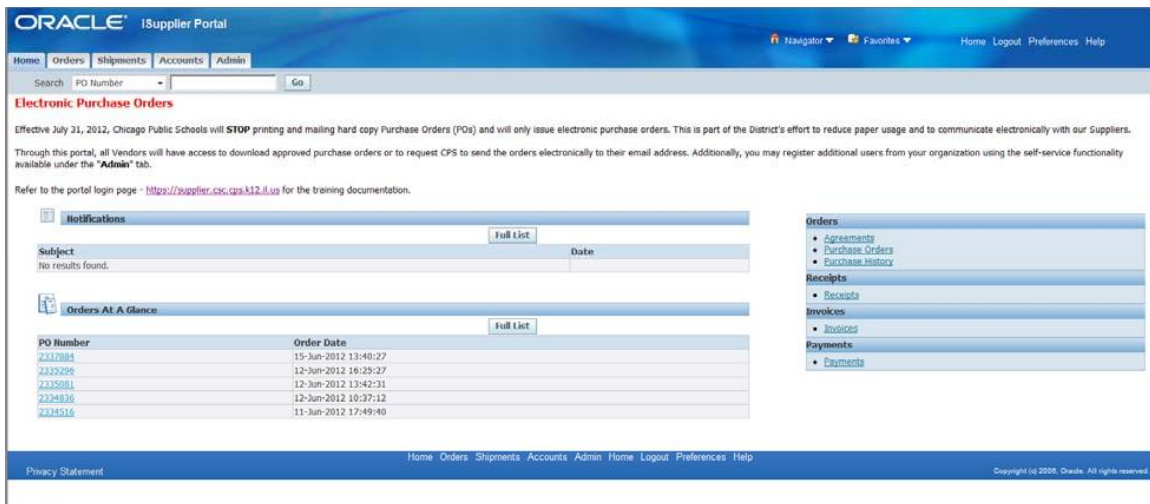 ORACLE iSupplier Portal
Navigator Favorites Home Logout Preferences Help
Home Orders Shipments Accounts Admin
Search PO Number Go
Electronic Purchase Orders
Effective July 31, 2012, Chicago Public Schools will STOP printing and mailing hard copy Purchase Orders (POs) and will only issue electronic purchase orders. This is part of the District's effort to reduce paper usage and to communicate electronically with our Suppliers.
Through this portal, all Vendors will have access to download approved purchase orders or to request CPS to send the orders electronically to their email address. Additionally, you may register additional users from your organization using the self-service functionality
available under the "Admin" tab.
Refer to the portal login page - https://supplier.csc.cps.k12.il.us for the training documentation.
Notifications
Full List
Subject Date
No results found.
Orders At A Glance
Full List
PO Number Order Date
2337884 15-Jun-2012 13:40:27
2335296 12-Jun-2012 16:25:27
2335081 12-Jun-2012 13:42:31
2334836 12-Jun-2012 10:37:12
2334516 11-Jun-2012 17:49:40
Orders
Agreements
Purchase Orders
Purchase History
Receipts
Receipts
Invoices
Invoices
Payments
Payments
Home Orders Shipments Accounts Admin Home Logout Preferences Help
Privacy Statement
Copyright (c) 2006, Oracle. All rights reserved.